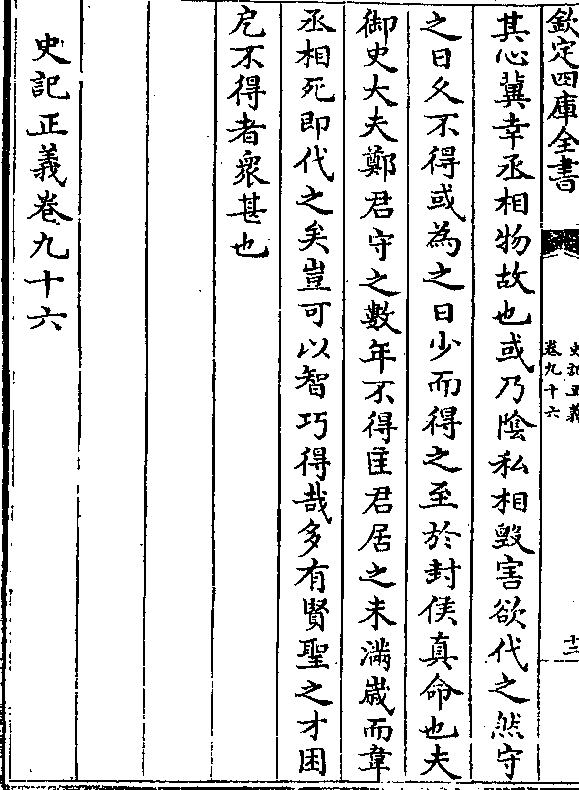 欽定四庫全書
史記正義
卷九十六
十二
其心冀幸丞相物故也或乃陰私相毀害欲代之然守
之日久不得或為之日少而得之至於封侯真命也夫
御史大夫鄭君守之數年不得匡君居之未滿嵗而韋
丞相死即代之矣豈可以智巧得哉多有賢聖之才困
戹不得者衆甚也
史記正義卷九十六